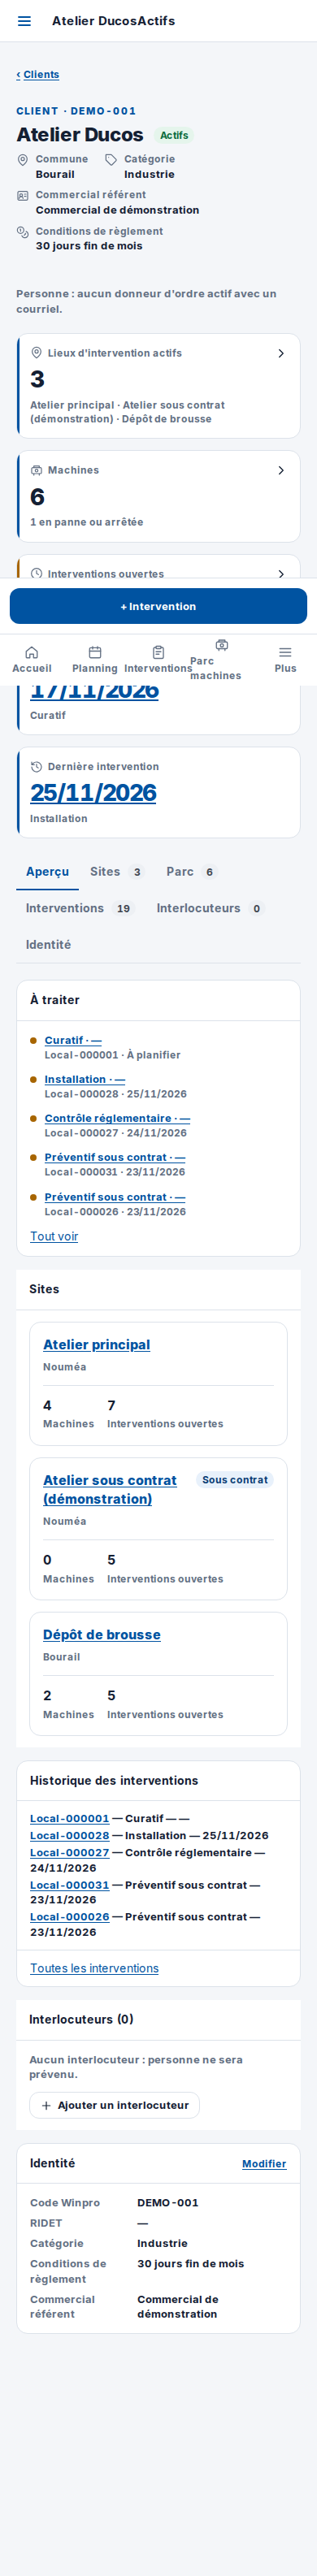 Atelier DucosActifs
‹ Clients
CLIENT · DEMO-001
Atelier Ducos Actifs
Commune Catégorie
Bourail Industrie
Commercial référent
Commercial de démonstration
Conditions de règlement
30 jours fin de mois
Personne : aucun donneur d'ordre actif avec un
courriel.
Lieux d'intervention actifs
3
Atelier principal · Atelier sous contrat
(démonstration) · Dépôt de brousse
Machines
6
1 en panne ou arrêtée
Interventions ouvertes
+ Intervention
Accueil Planning Interventions Parc machines Plus
17/11/2026
Curatif
Dernière intervention
25/11/2026
Installation
Aperçu Sites 3 Parc 6
Interventions 19 Interlocuteurs 0
Identité
À traiter
Curatif · —
Local-000001 · À planifier
Installation · —
Local-000028 · 25/11/2026
Contrôle réglementaire · —
Local-000027 · 24/11/2026
Préventif sous contrat · —
Local-000031 · 23/11/2026
Préventif sous contrat · —
Local-000026 · 23/11/2026
Tout voir
Sites
Atelier principal
Nouméa
4 7
Machines Interventions ouvertes
Atelier sous contrat Sous contrat
(démonstration)
Nouméa
0 5
Machines Interventions ouvertes
Dépôt de brousse
Bourail
2 5
Machines Interventions ouvertes
Historique des interventions
Local-000001 — Curatif — —
Local-000028 — Installation — 25/11/2026
Local-000027 — Contrôle réglementaire —
24/11/2026
Local-000031 — Préventif sous contrat —
23/11/2026
Local-000026 — Préventif sous contrat —
23/11/2026
Toutes les interventions
Interlocuteurs (0)
Aucun interlocuteur : personne ne sera
prévenu.
+ Ajouter un interlocuteur
Identité Modifier
Code Winpro DEMO-001
RIDET —
Catégorie Industrie
Conditions de 30 jours fin de mois
règlement
Commercial Commercial de
référent démonstration